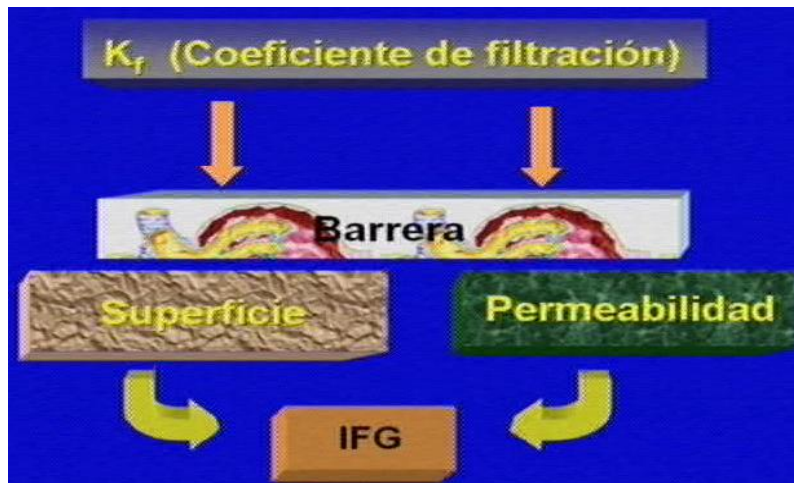 Kf (Coeficiente de filtración)
Barrera
Superficie
Permeabilidad
IFG